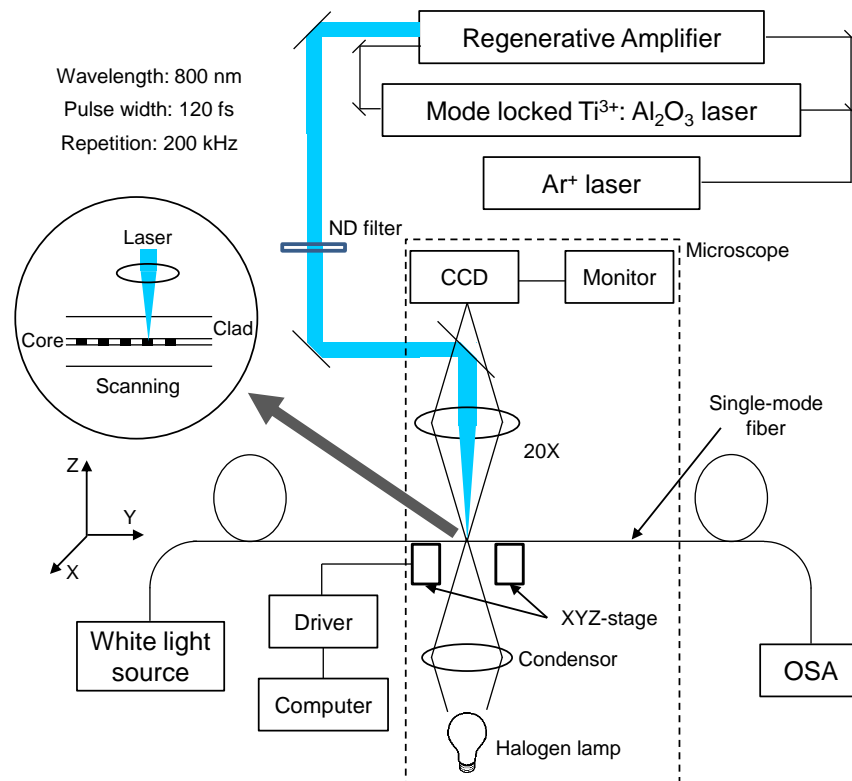 Regenerative Amplifier
Wavelength: 800 nm
Pulse width: 120 fs
Repetition: 200 kHz
Mode locked Ti³⁺: Al₂O₃ laser
Ar⁺ laser
ND filter
Microscope
Laser
CCD
Monitor
Clad
Core
Scanning
Single-mode
fiber
20X
Z
Y
X
XYZ-stage
Driver
White light
source
Condensor
OSA
Computer
Halogen lamp